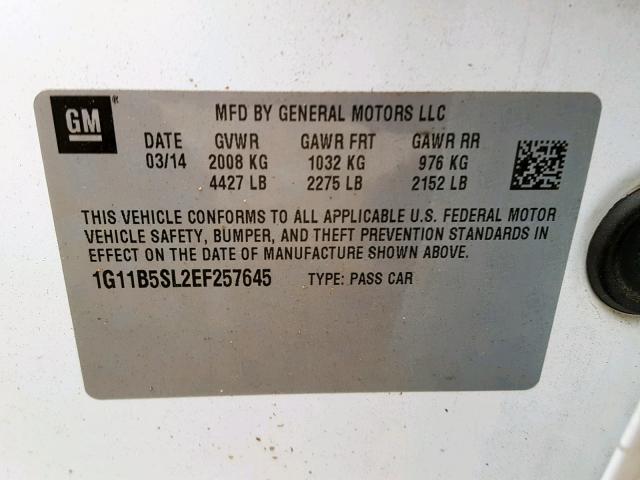 GM ®
MFD BY GENERAL MOTORS LLC
DATE GVWR GAWR FRT GAWR RR
03/14 2008 KG 1032 KG 976 KG
4427 LB 2275 LB 2152 LB
THIS VEHICLE CONFORMS TO ALL APPLICABLE U.S. FEDERAL MOTOR
VEHICLE SAFETY, BUMPER, AND THEFT PREVENTION STANDARDS IN
EFFECT ON THE DATE OF MANUFACTURE SHOWN ABOVE.
1G11B5SL2EF257645 TYPE: PASS CAR